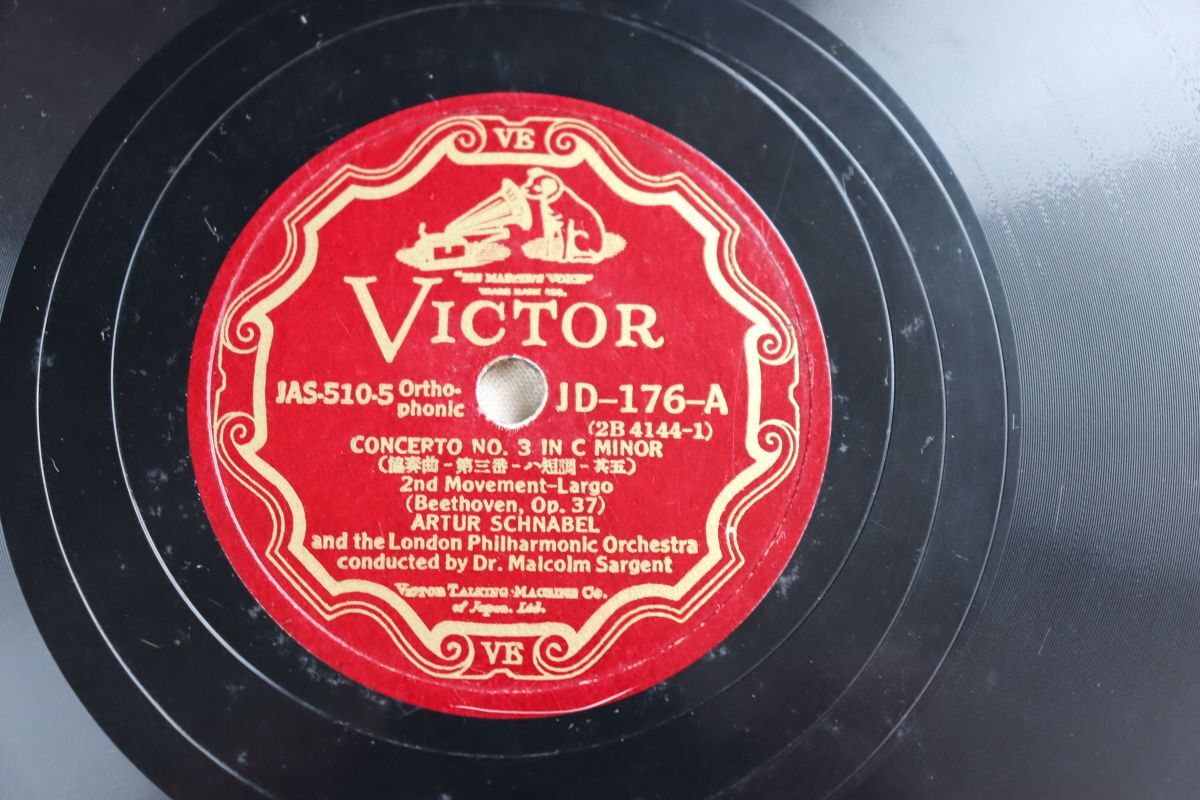 VE
"HIS MASTER'S VOICE"
TRADE MARK REG.
VICTOR
JAS-510-5 Ortho-phonic JD-176-A
(2B 4144-1)
CONCERTO NO. 3 IN C MINOR
(協奏曲-第三番-ハ短調-其五)
2nd Movement-Largo
(Beethoven, Op. 37)
ARTUR SCHNABEL
and the London Philharmonic Orchestra
conducted by Dr. Malcolm Sargent
VICTOR TALKING MACHINE CO.
of Japan. Ltd.
VE